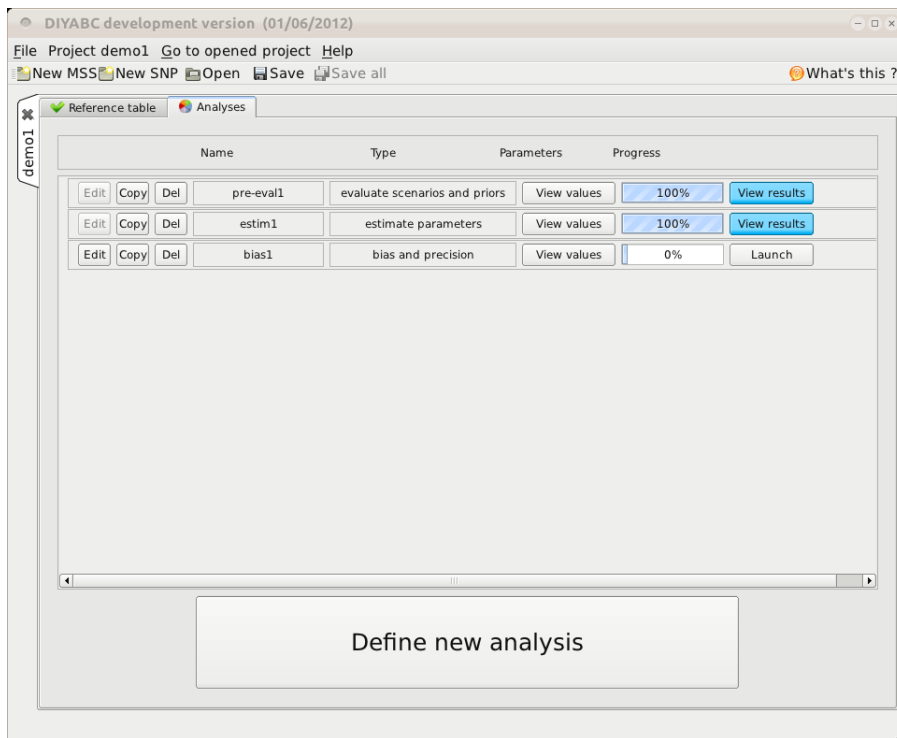 DIYABC development version (01/06/2012)
File Project demo1 Go to opened project Help
New MSS New SNP Open Save Save all What's this ?
demo1
Reference table Analyses
Name Type Parameters Progress
Edit Copy Del pre-eval1 evaluate scenarios and priors View values 100% View results
Edit Copy Del estim1 estimate parameters View values 100% View results
Edit Copy Del bias1 bias and precision View values 0% Launch
Define new analysis